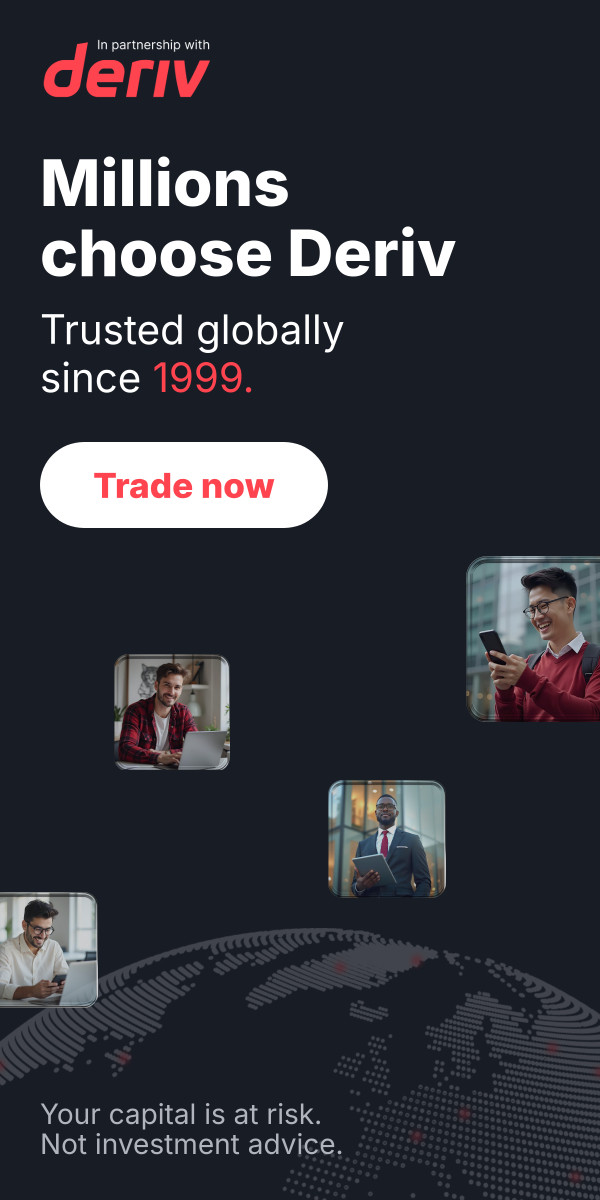 In partnership with
deriv
Millions
choose Deriv
Trusted globally
since 1999.
Trade now
Your capital is at risk.
Not investment advice.